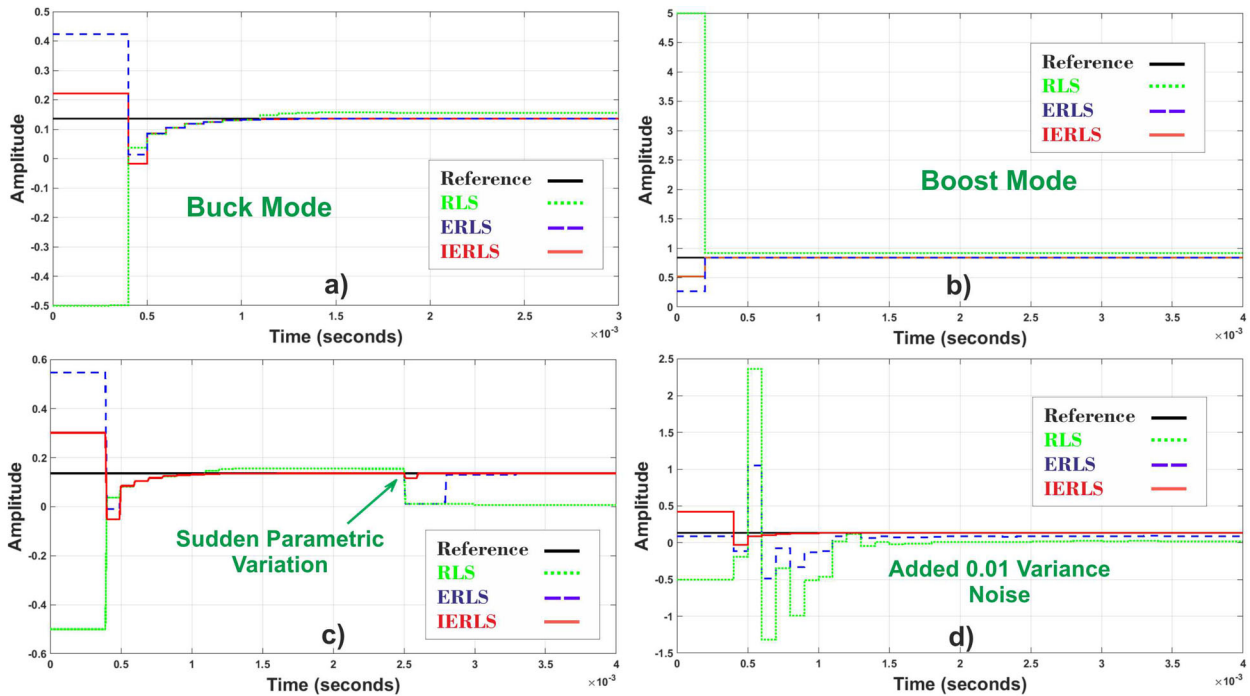 0.5
0.4
0.3
0.2
0.1
0
-0.1
-0.2
-0.3
-0.4
-0.5
Amplitude
Buck Mode
Reference
RLS
ERLS
IERLS
a)
0
0.5
1
1.5
2
2.5
3
×10⁻³
Time (seconds)
5
4.5
4
3.5
3
2.5
2
1.5
1
0.5
0
Amplitude
Reference
RLS
ERLS
IERLS
Boost Mode
b)
0
0.5
1
1.5
2
2.5
3
3.5
4
×10⁻³
Time (seconds)
0.6
0.4
0.2
0
-0.2
-0.4
-0.6
Amplitude
Sudden Parametric
Variation
Reference
RLS
ERLS
IERLS
c)
0
0.5
1
1.5
2
2.5
3
3.5
4
×10⁻³
Time (seconds)
2.5
2
1.5
1
0.5
0
-0.5
-1
-1.5
Amplitude
Reference
RLS
ERLS
IERLS
Added 0.01 Variance
Noise
d)
0
0.5
1
1.5
2
2.5
3
3.5
4
×10⁻³
Time (seconds)